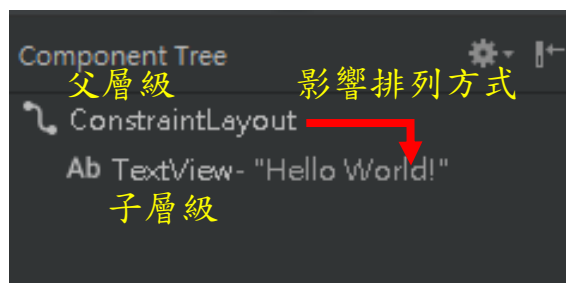 Component Tree
父層級 影響排列方式
ConstraintLayout
Ab TextView- "Hello World!"
子層級